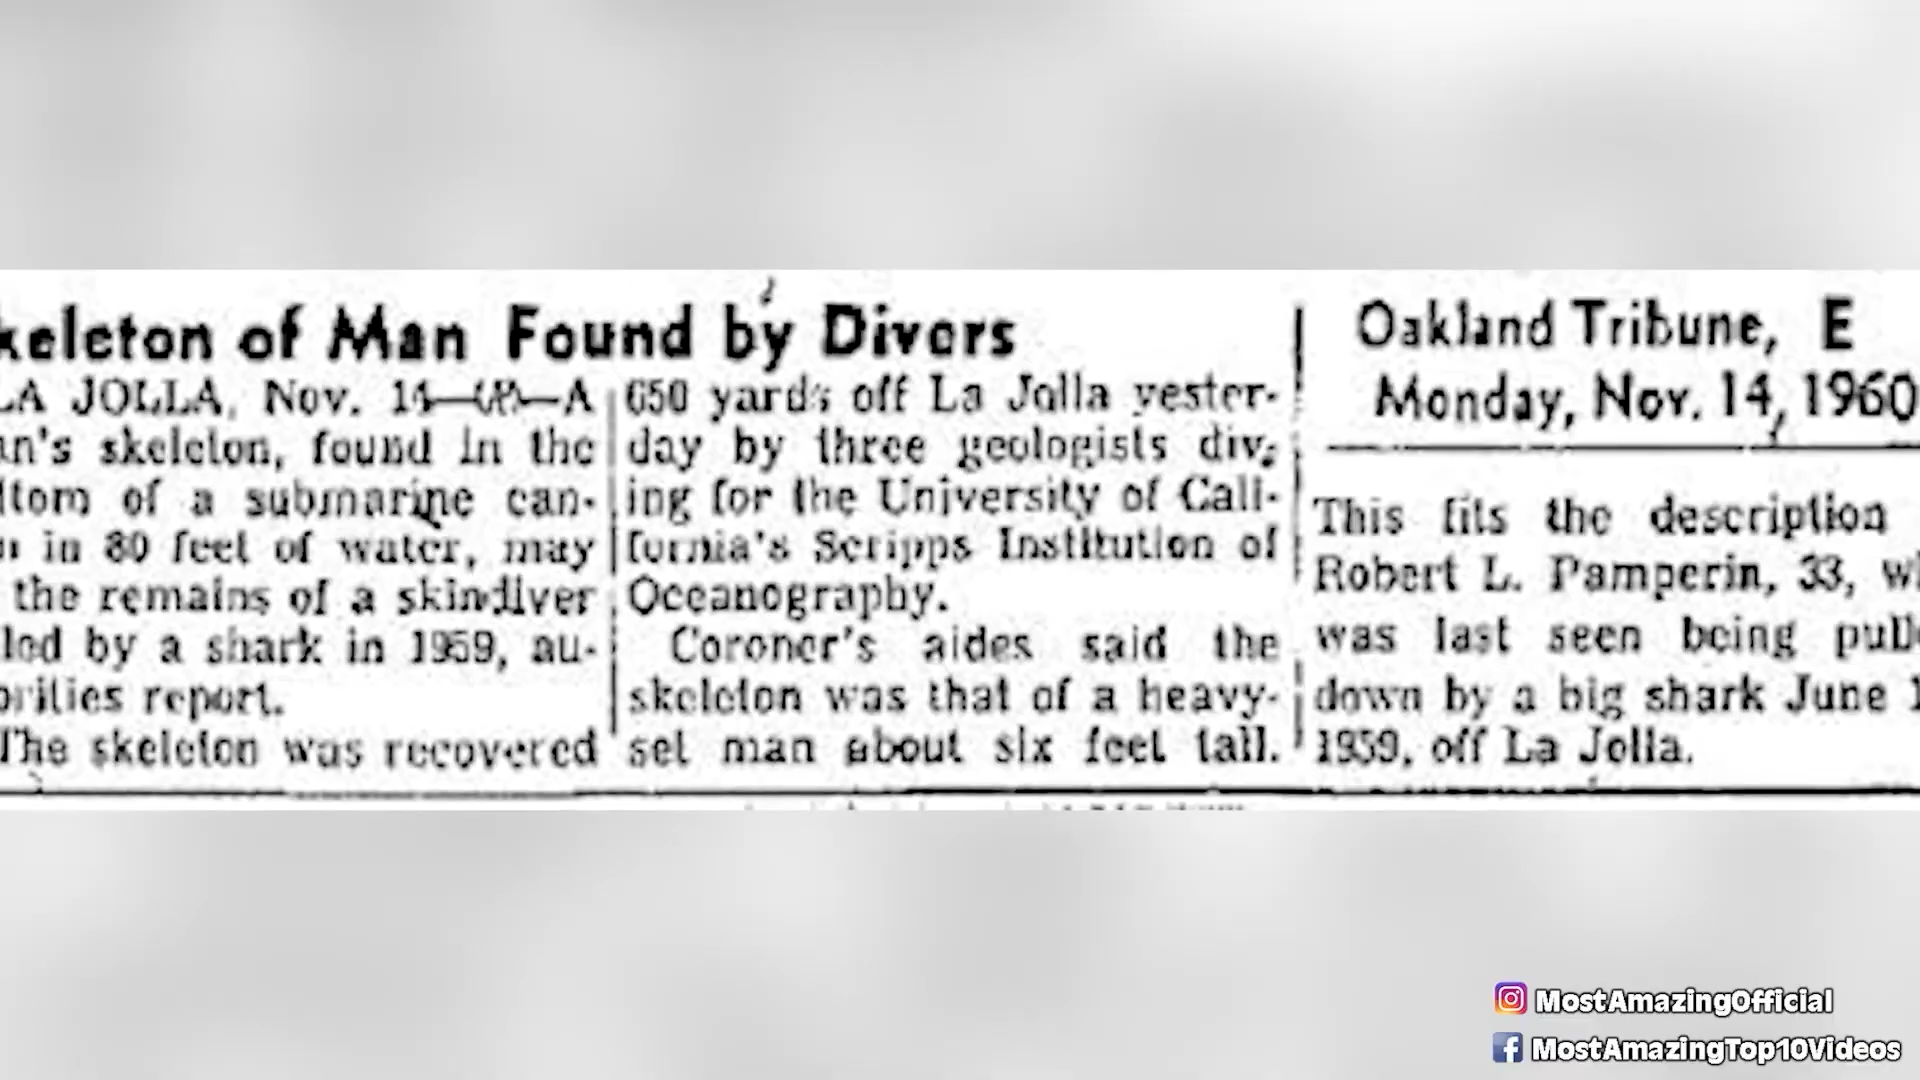 keleton of Man Found by Divers
LA JOLLA, Nov. 14—(AP)—A
an's skeleton, found in the
ttom of a submarine can-
n in 80 feet of water, may
the remains of a skindiver
led by a shark in 1959, au-
orities report.
The skeleton was recovered
650 yards off La Jolla yester-
day by three geologists div-
ing for the University of Cali-
fornia's Scripps Institution of
Oceanography.
Coroner's aides said the
skeleton was that of a heavy-
set man about six feet tall.
Oakland Tribune, E
Monday, Nov. 14, 1960
This fits the description
Robert L. Pamperin, 33, wh
was last seen being pull
down by a big shark June 1
1959, off La Jolla.
MostAmazingOfficial
MostAmazingTop10Videos